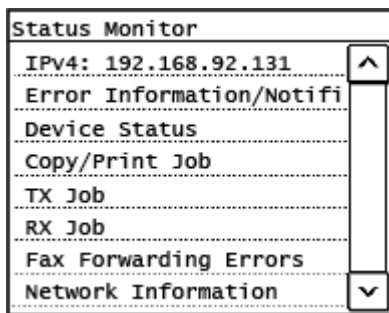 Status Monitor
IPv4: 192.168.92.131
Error Information/Notifi
Device Status
Copy/Print Job
TX Job
RX Job
Fax Forwarding Errors
Network Information